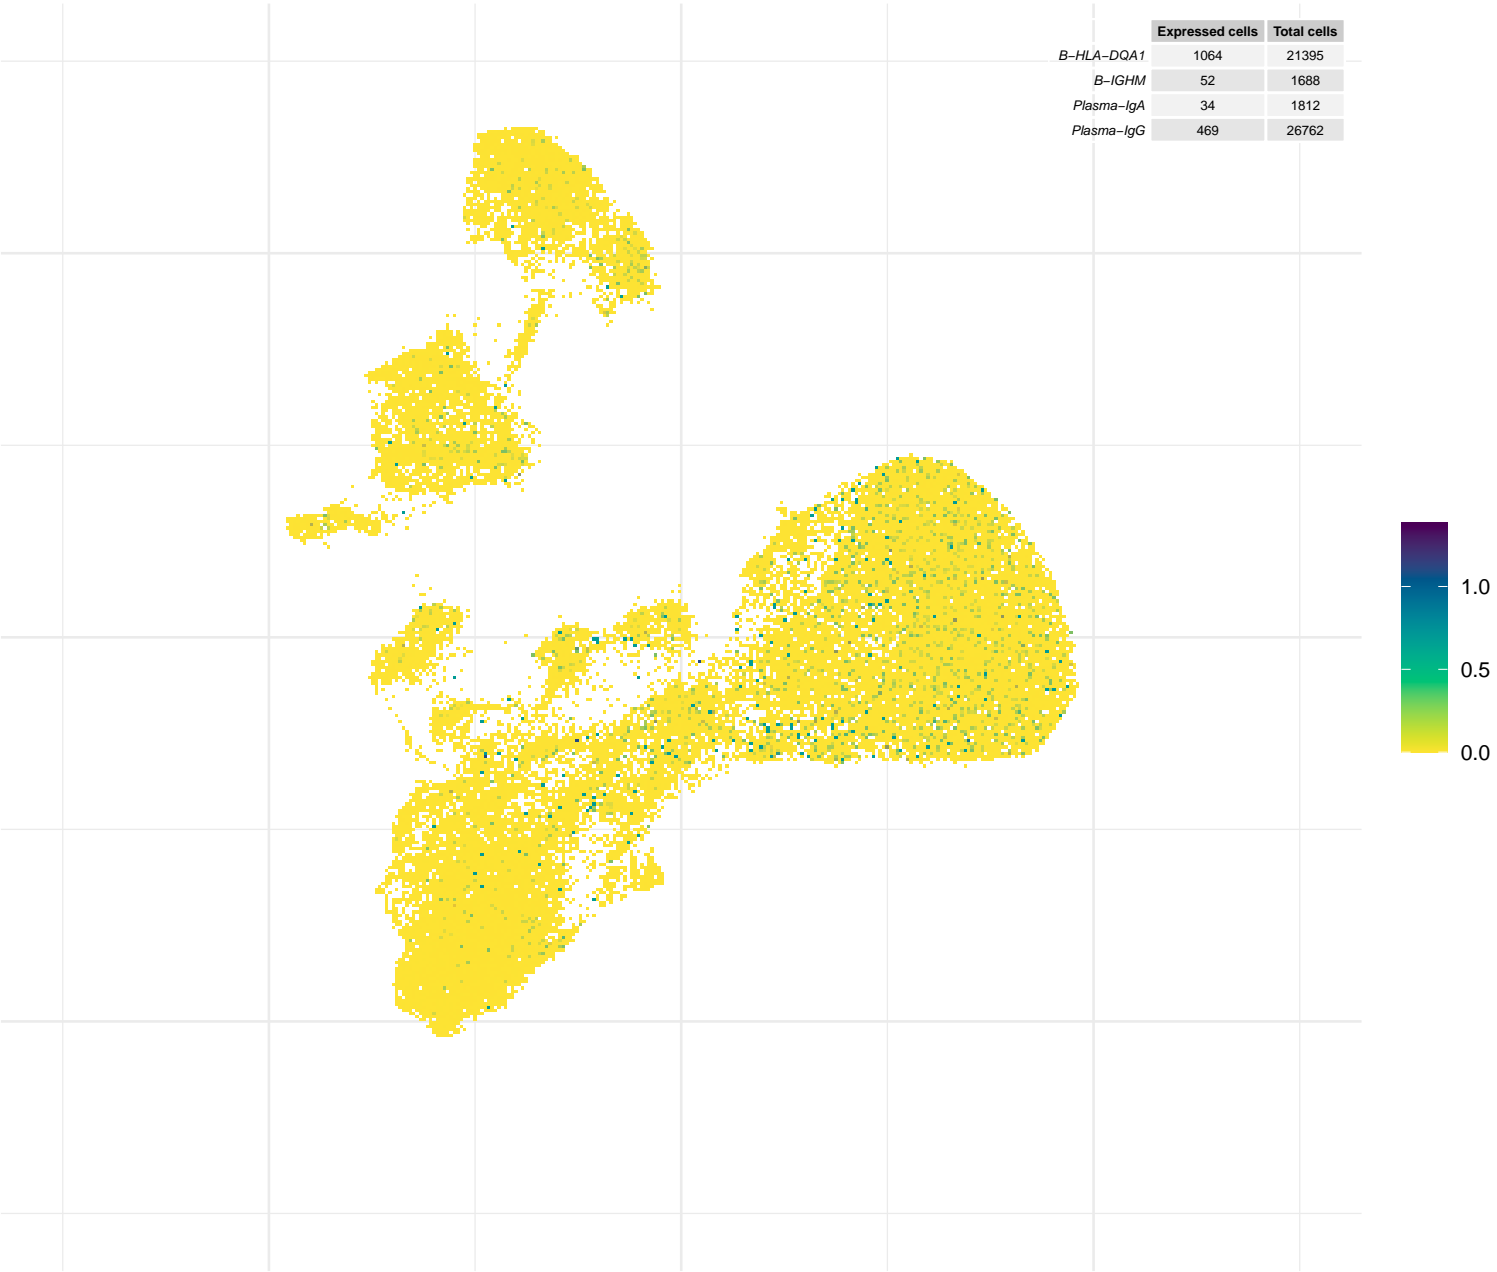 Expressed cells Total cells
B-HLA-DQA1 1064 21395
B-IGHM 52 1688
Plasma-IgA 34 1812
Plasma-IgG 469 26762
1.0
0.5
0.0